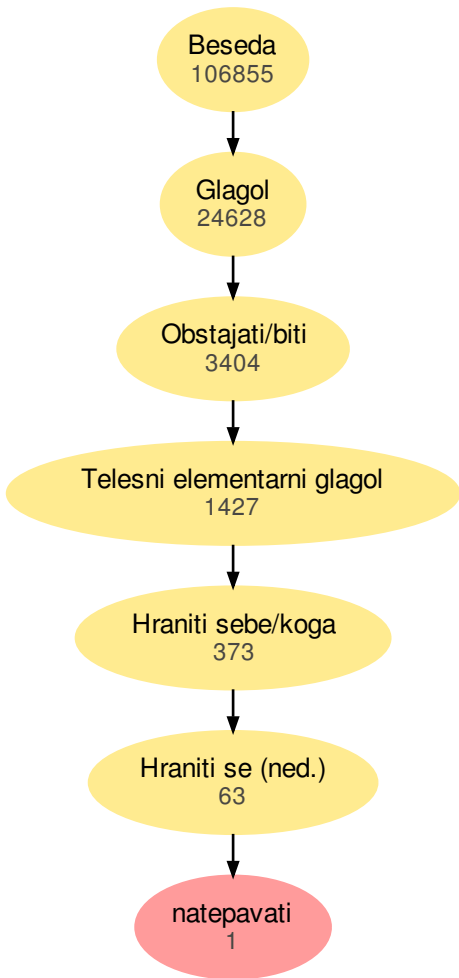 Beseda
106855
Glagol
24628
Obstajati/biti
3404
Telesni elementarni glagol
1427
Hraniti sebe/koga
373
Hraniti se (ned.)
63
natepavati
1